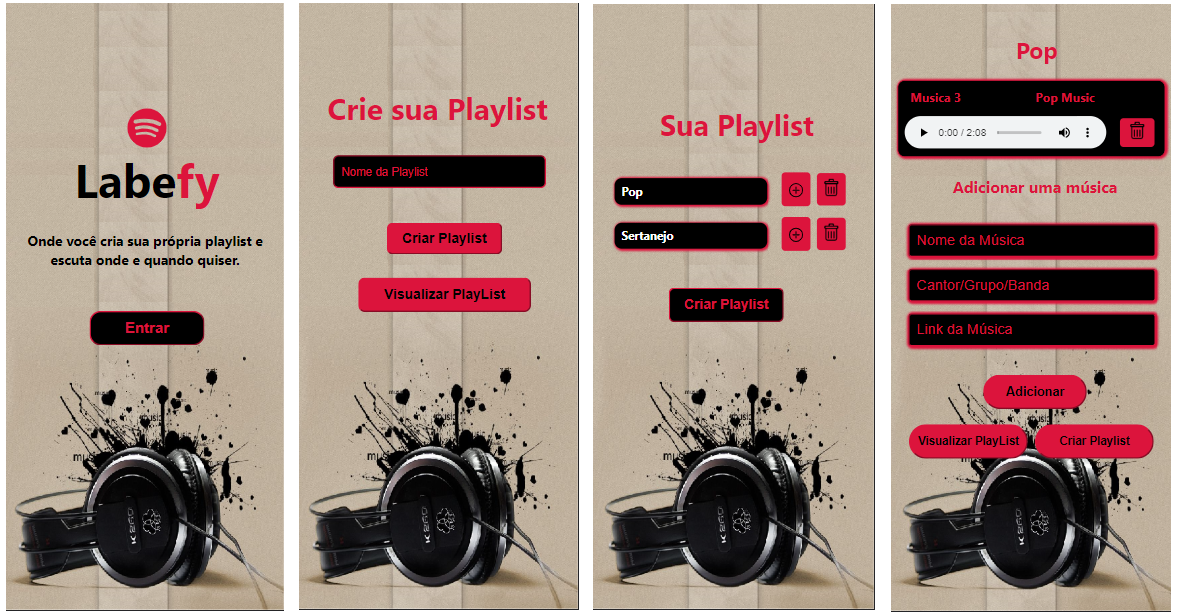 Labefy
Onde você cria sua própria playlist e
escuta onde e quando quiser.
Entrar
K260
Crie sua Playlist
Nome da Playlist
Criar Playlist
Visualizar PlayList
Sua Playlist
Pop
Sertanejo
Criar Playlist
Pop
Musica 3
Pop Music
0:00 / 2:08
Adicionar uma música
Nome da Música
Cantor/Grupo/Banda
Link da Música
Adicionar
Visualizar PlayList
Criar Playlist